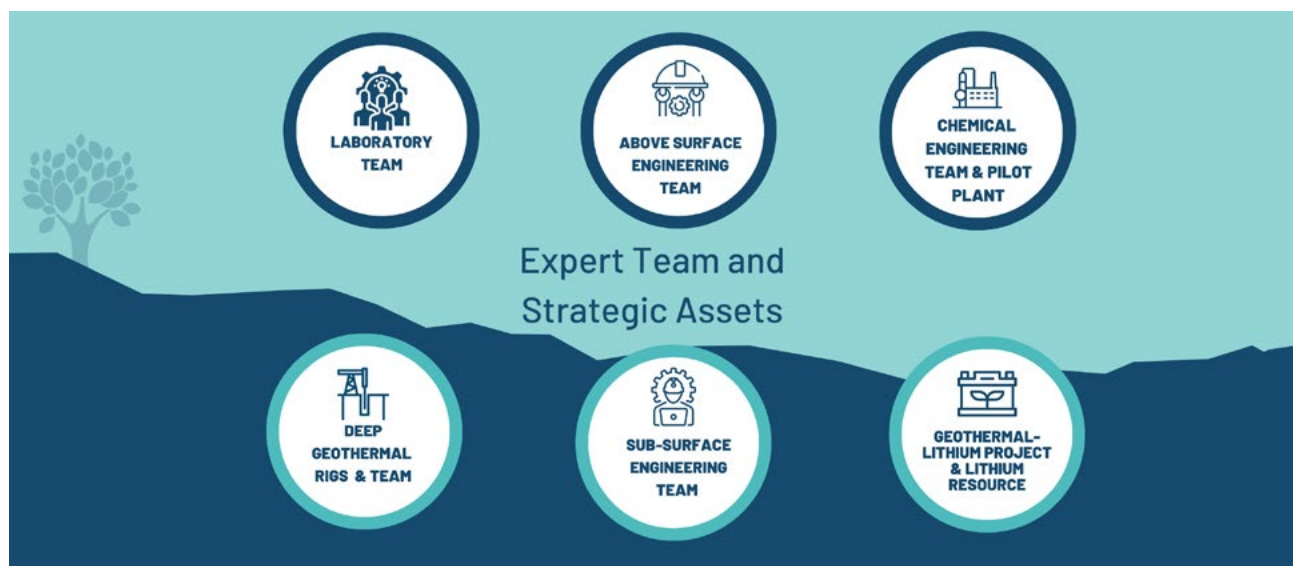 LABORATORY
TEAM
ABOVE SURFACE
ENGINEERING
TEAM
CHEMICAL
ENGINEERING
TEAM & PILOT
PLANT
Expert Team and
Strategic Assets
DEEP
GEOTHERMAL
RIGS & TEAM
SUB-SURFACE
ENGINEERING
TEAM
GEOTHERMAL-
LITHIUM PROJECT
& LITHIUM
RESOURCE